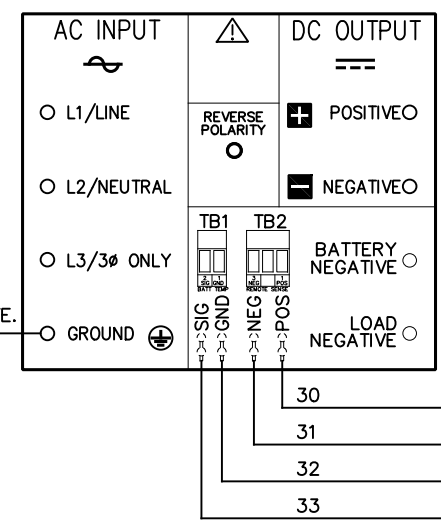 AC INPUT
L1/LINE
L2/NEUTRAL
L3/3ø ONLY
E.
GROUND
REVERSE
POLARITY
DC OUTPUT
+ POSITIVE
- NEGATIVE
TB1
TB2
2 1
SIG GND
BATT TEMP
3 1
NEG POS
REMOTE SENSE
SIG
GND
NEG
POS
BATTERY
NEGATIVE
LOAD
NEGATIVE
30
31
32
33